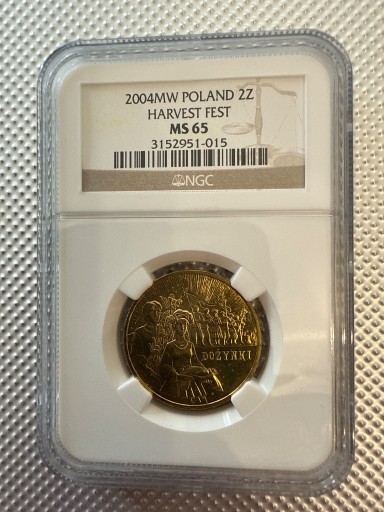 2004MW POLAND 2Z
HARVEST FEST
MS 65
3152951-015
NGC
DOŻYNKI